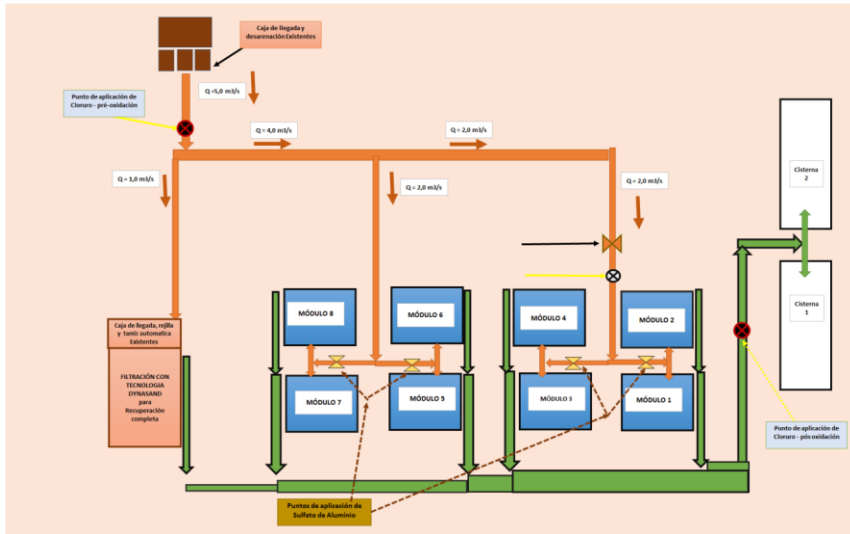 Caja de llegada y
desarenación Existentes
Punto de aplicación de
Cloruro - pré-oxidación
Q =5,0 m3/s
Q = 4,0 m3/s
Q = 2,0 m3/s
Q = 1,0 m3/s
Q = 2,0 m3/s
Q = 2,0 m3/s
Cisterna
2
Cisterna
1
MÓDULO 8
MÓDULO 6
MÓDULO 4
MÓDULO 2
Caja de llegada, rejilla
y tamiz automatica
Existentes
FILTRACIÓN CON
TECNOLOGIA
DYNASAND
para
Recuperación
completa
MÓDULO 7
MÓDULO 5
MÓDULO 3
MÓDULO 1
Punto de aplicación de
Cloruro - pós oxidación
Puntos de aplicación de
Sulfato de Aluminio